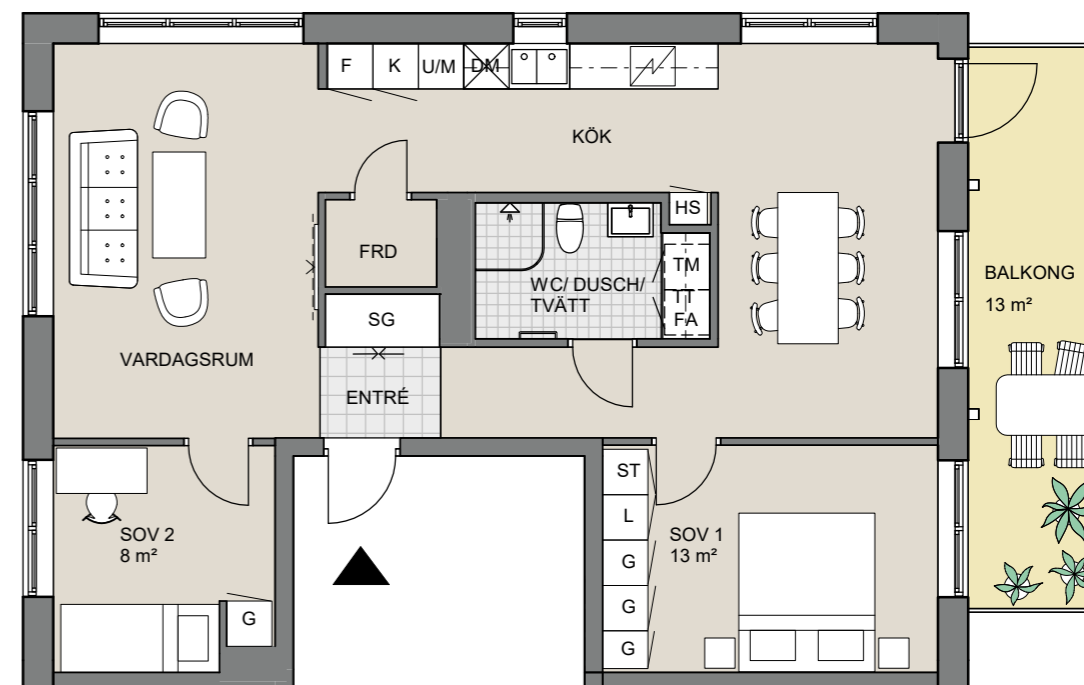 F K U/M DM
KÖK
HS
FRD
WC/ DUSCH/
TVÄTT
TM
TT
FA
SG
BALKONG
13 m²
VARDAGSRUM
ENTRÉ
ST
L
G
G
G
SOV 2
8 m²
SOV 1
13 m²
G